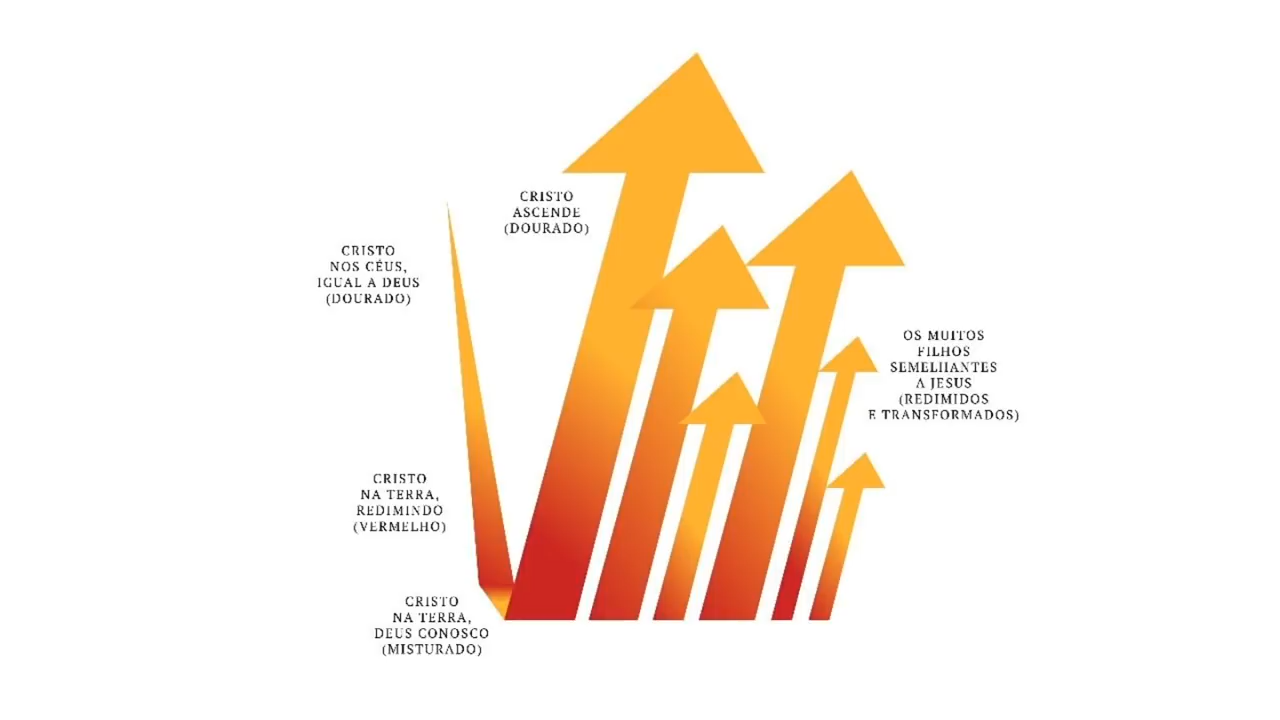 CRISTO
ASCENDE
(DOURADO)
CRISTO
NOS CÉUS,
IGUAL A DEUS
(DOURADO)
OS MUITOS
FILHOS
SEMELHANTES
A JESUS
(REDIMIDOS
E TRANSFORMADOS)
CRISTO
NA TERRA,
REDIMINDO
(VERMELHO)
CRISTO
NA TERRA,
DEUS CONOSCO
(MISTURADO)